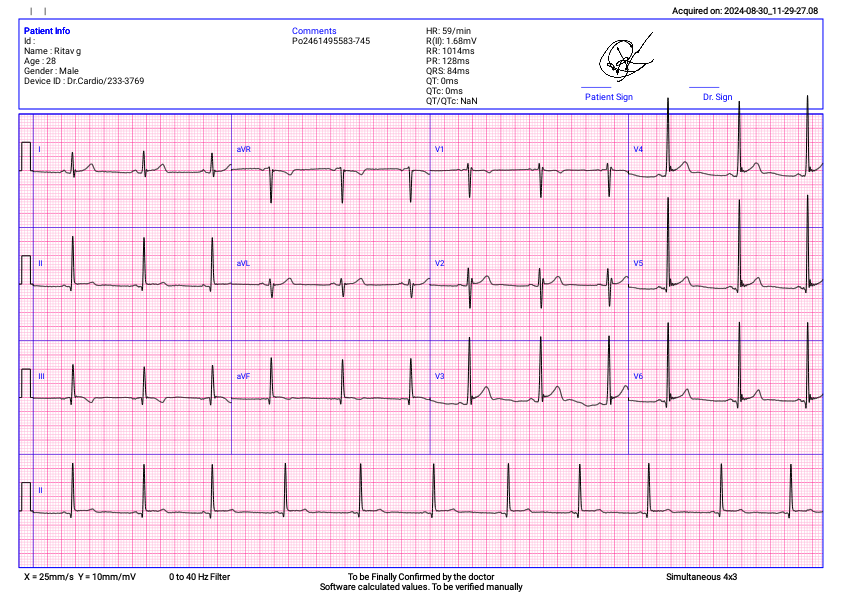 Acquired on: 2024-08-30_11-29-27.08
Patient Info
Id :
Name : Ritav g
Age : 28
Gender : Male
Device ID : Dr.Cardio/233-3769
Comments
Po2461495583-745
HR: 59/min
R(II): 1.68mV
RR: 1014ms
PR: 128ms
QRS: 84ms
QT: 0ms
QTc: 0ms
QT/QTc: NaN
Patient Sign
Dr. Sign
I
aVR
V1
V4
II
aVL
V2
V5
III
aVF
V3
V6
II
X = 25mm/s Y = 10mm/mV
0 to 40 Hz Filter
To be Finally Confirmed by the doctor
Software calculated values. To be verified manually
Simultaneous 4x3